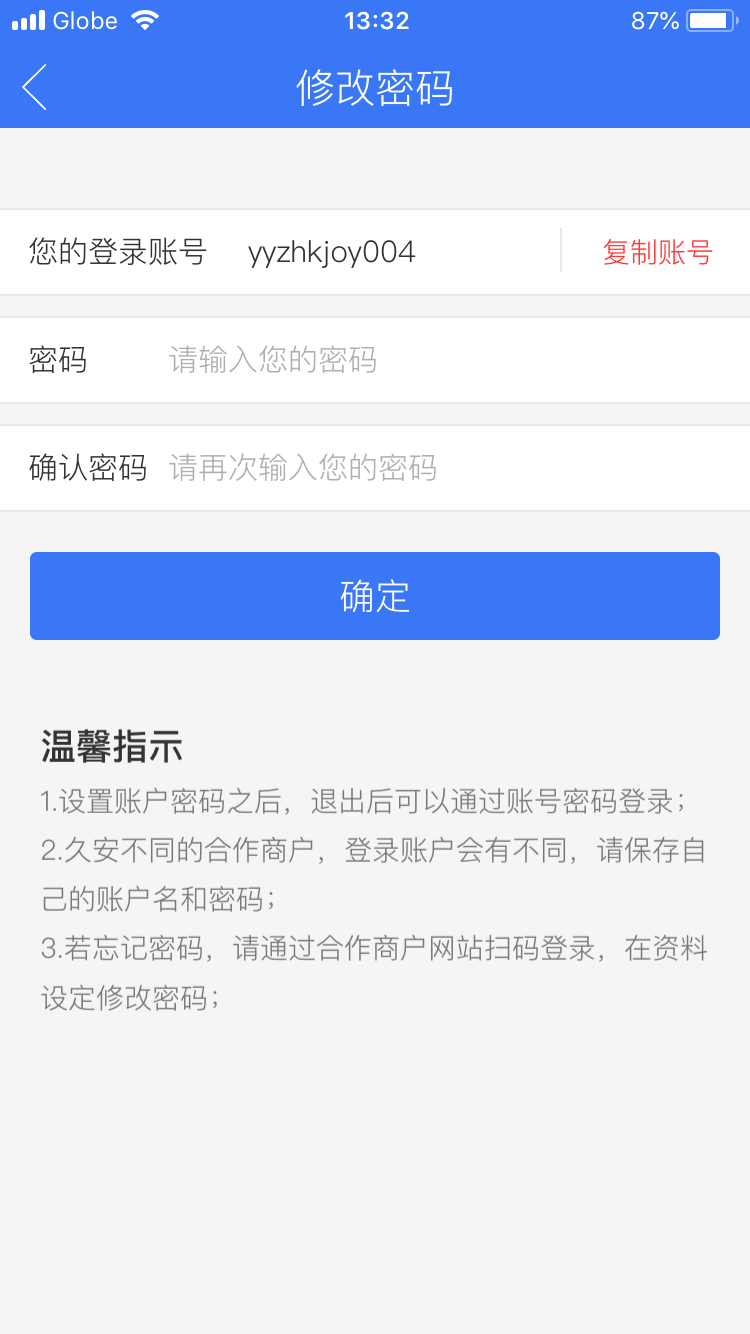 Globe 13:32 87%
修改密码
您的登录账号 yyzhkjoy004 复制账号
密码 请输入您的密码
确认密码 请再次输入您的密码
确定
温馨指示
1.设置账户密码之后，退出后可以通过账号密码登录；
2.久安不同的合作商户，登录账户会有不同，请保存自
己的账户名和密码；
3.若忘记密码，请通过合作商户网站扫码登录，在资料
设定修改密码；